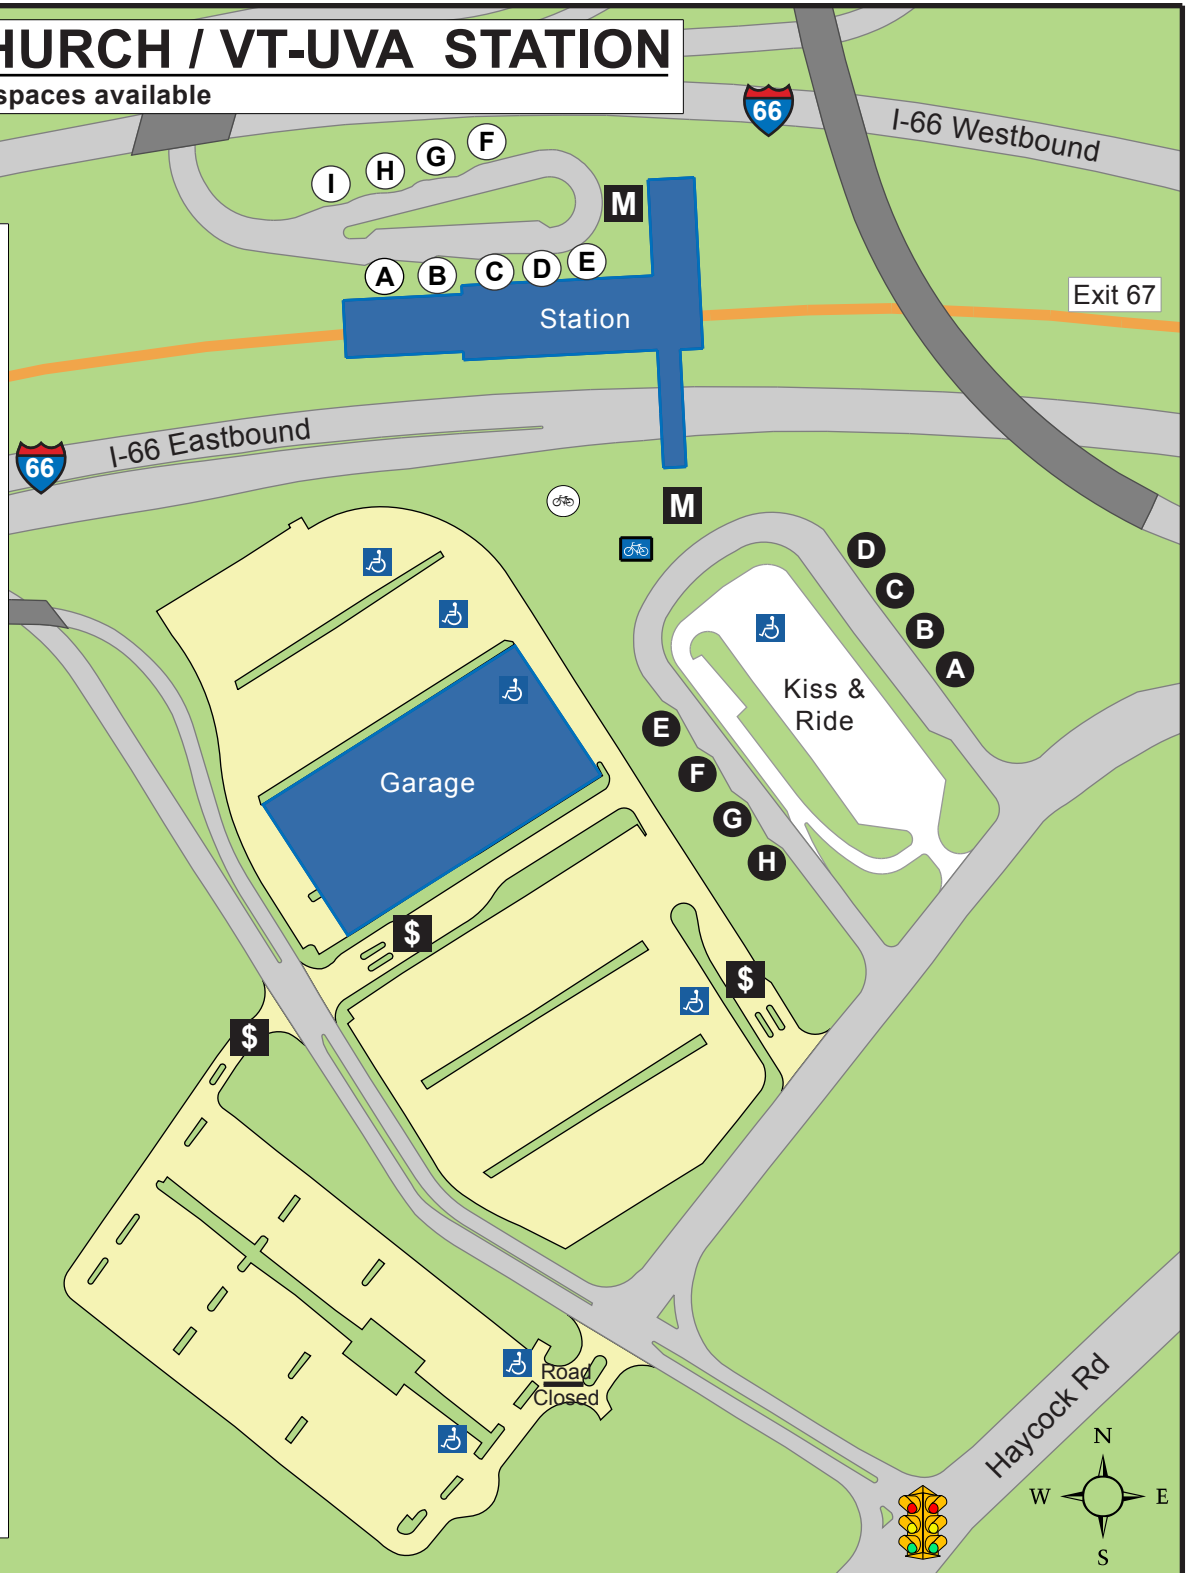 HURCH / VT-UVA STATION
spaces available
66
I-66 Westbound
F
G
H
I
M
A
B
C
D
E
Exit 67
Station
I-66 Eastbound
66
M
D
C
B
A
Kiss &
Ride
E
F
G
H
Garage
$
$
$
Road
Closed
Haycock Rd
N
W
E
S